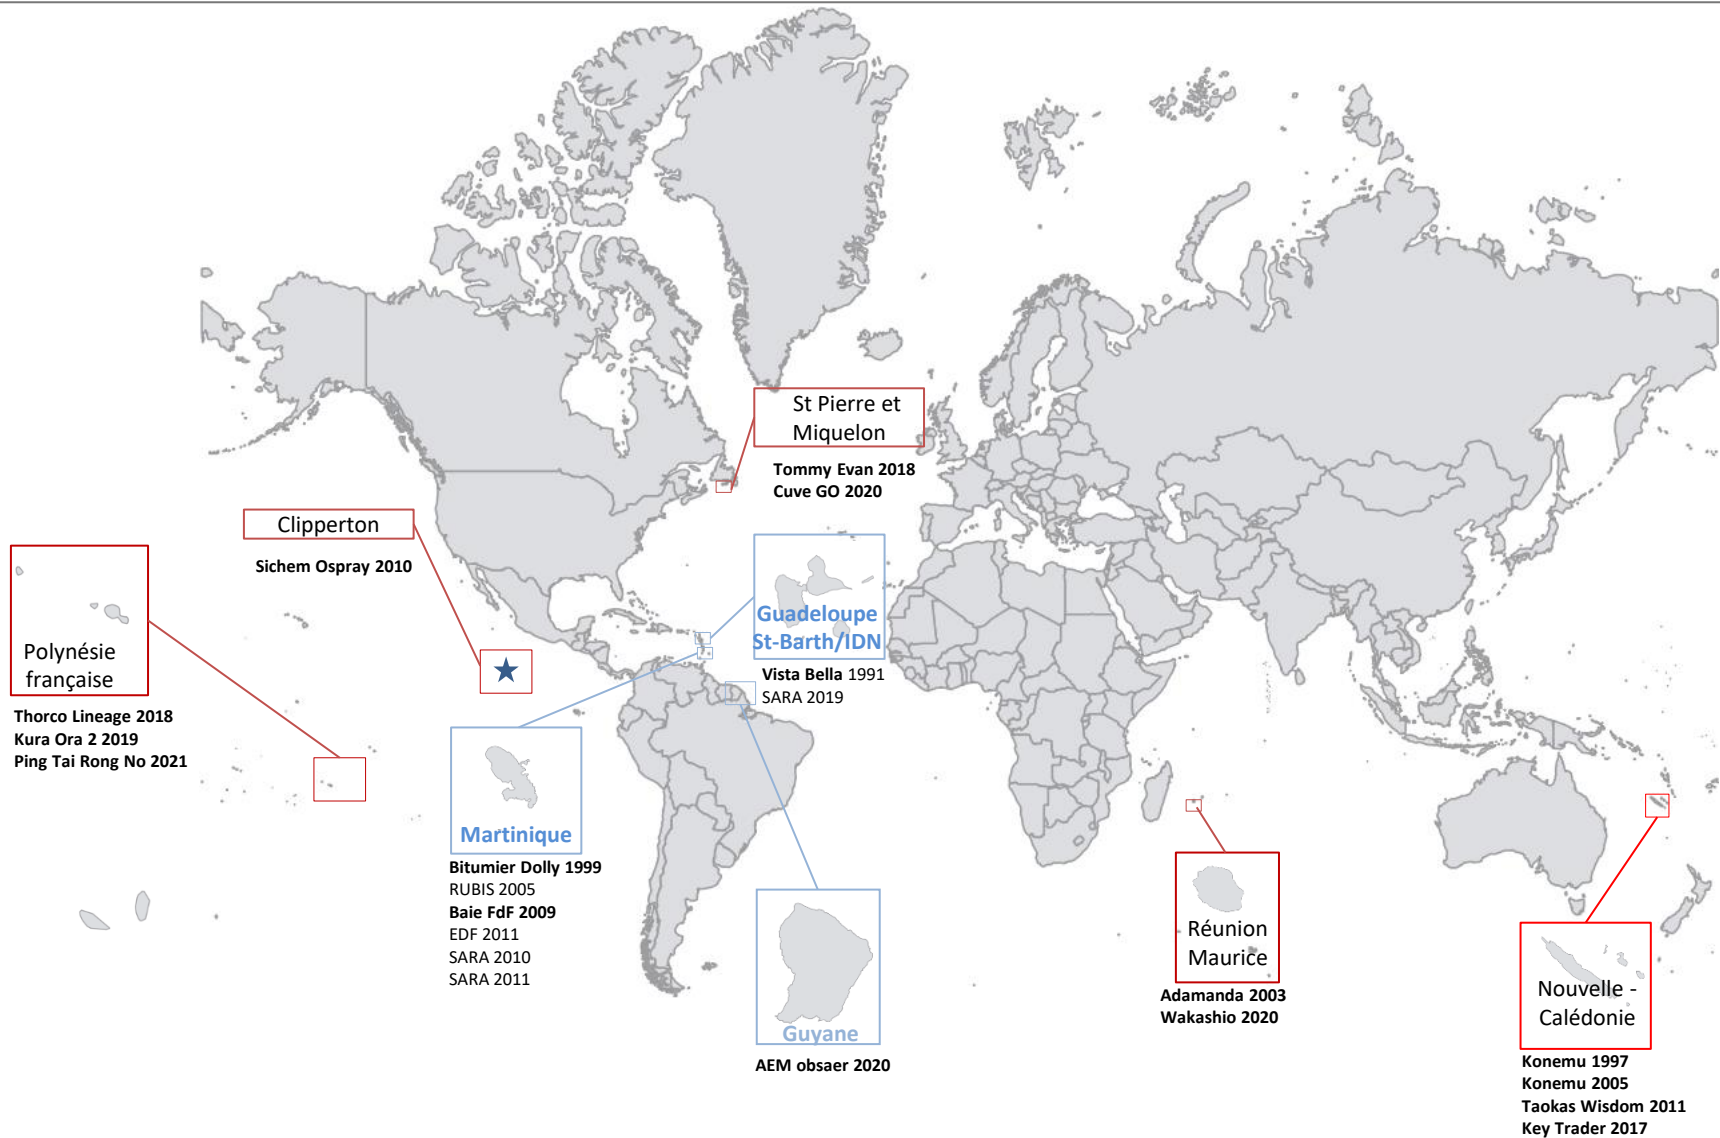 St Pierre et
Miquelon
Tommy Evan 2018
Cuve GO 2020
Clipperton
Sichem Ospray 2010
Polynésie
française
Thorco Lineage 2018
Kura Ora 2 2019
Ping Tai Rong No 2021
Guadeloupe
St-Barth/IDN
Vista Bella 1991
SARA 2019
Martinique
Bitumier Dolly 1999
RUBIS 2005
Baie FdF 2009
EDF 2011
SARA 2010
SARA 2011
Guyane
AEM obsaer 2020
Réunion
Maurice
Adamanda 2003
Wakashio 2020
Nouvelle -
Calédonie
Konemu 1997
Konemu 2005
Taokas Wisdom 2011
Key Trader 2017